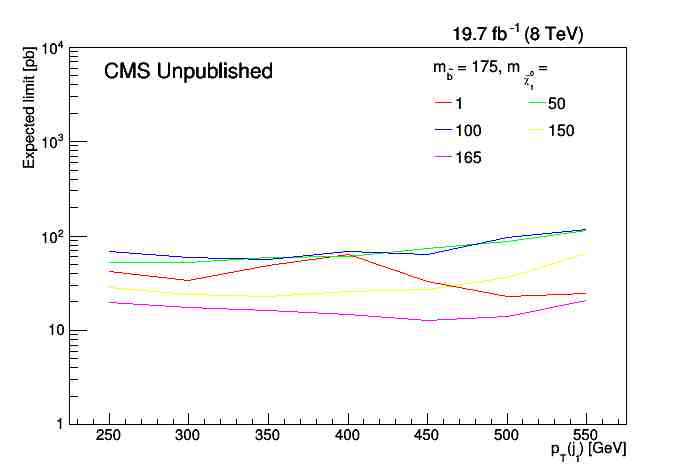 19.7 fb⁻¹ (8 TeV)
CMS Unpublished
m_b̃ = 175, m_χ̃⁰₁ =
1
50
100
150
165
Expected limit [pb]
10⁴
10³
10²
10
1
250 300 350 400 450 500 550
p_T(j_1) [GeV]